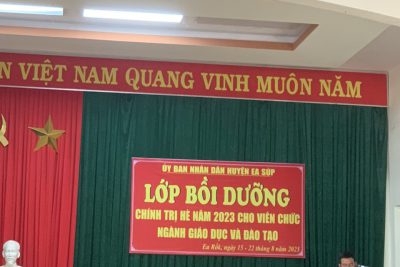 N VIỆT NAM QUANG VINH MUÔN NĂM
ỦY BAN NHÂN DÂN HUYỆN EA SÚP
LỚP BỒI DƯỠNG
CHÍNH TRỊ HÈ NĂM 2023 CHO VIÊN CHỨC
NGÀNH GIÁO DỤC VÀ ĐÀO TẠO
Ea Rốk, ngày 15 - 22 tháng 8 năm 2023